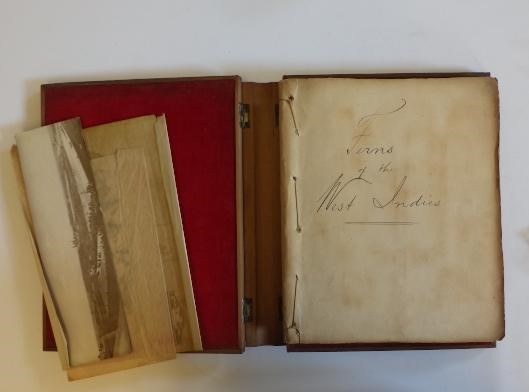 Ferns
of the
West Indies